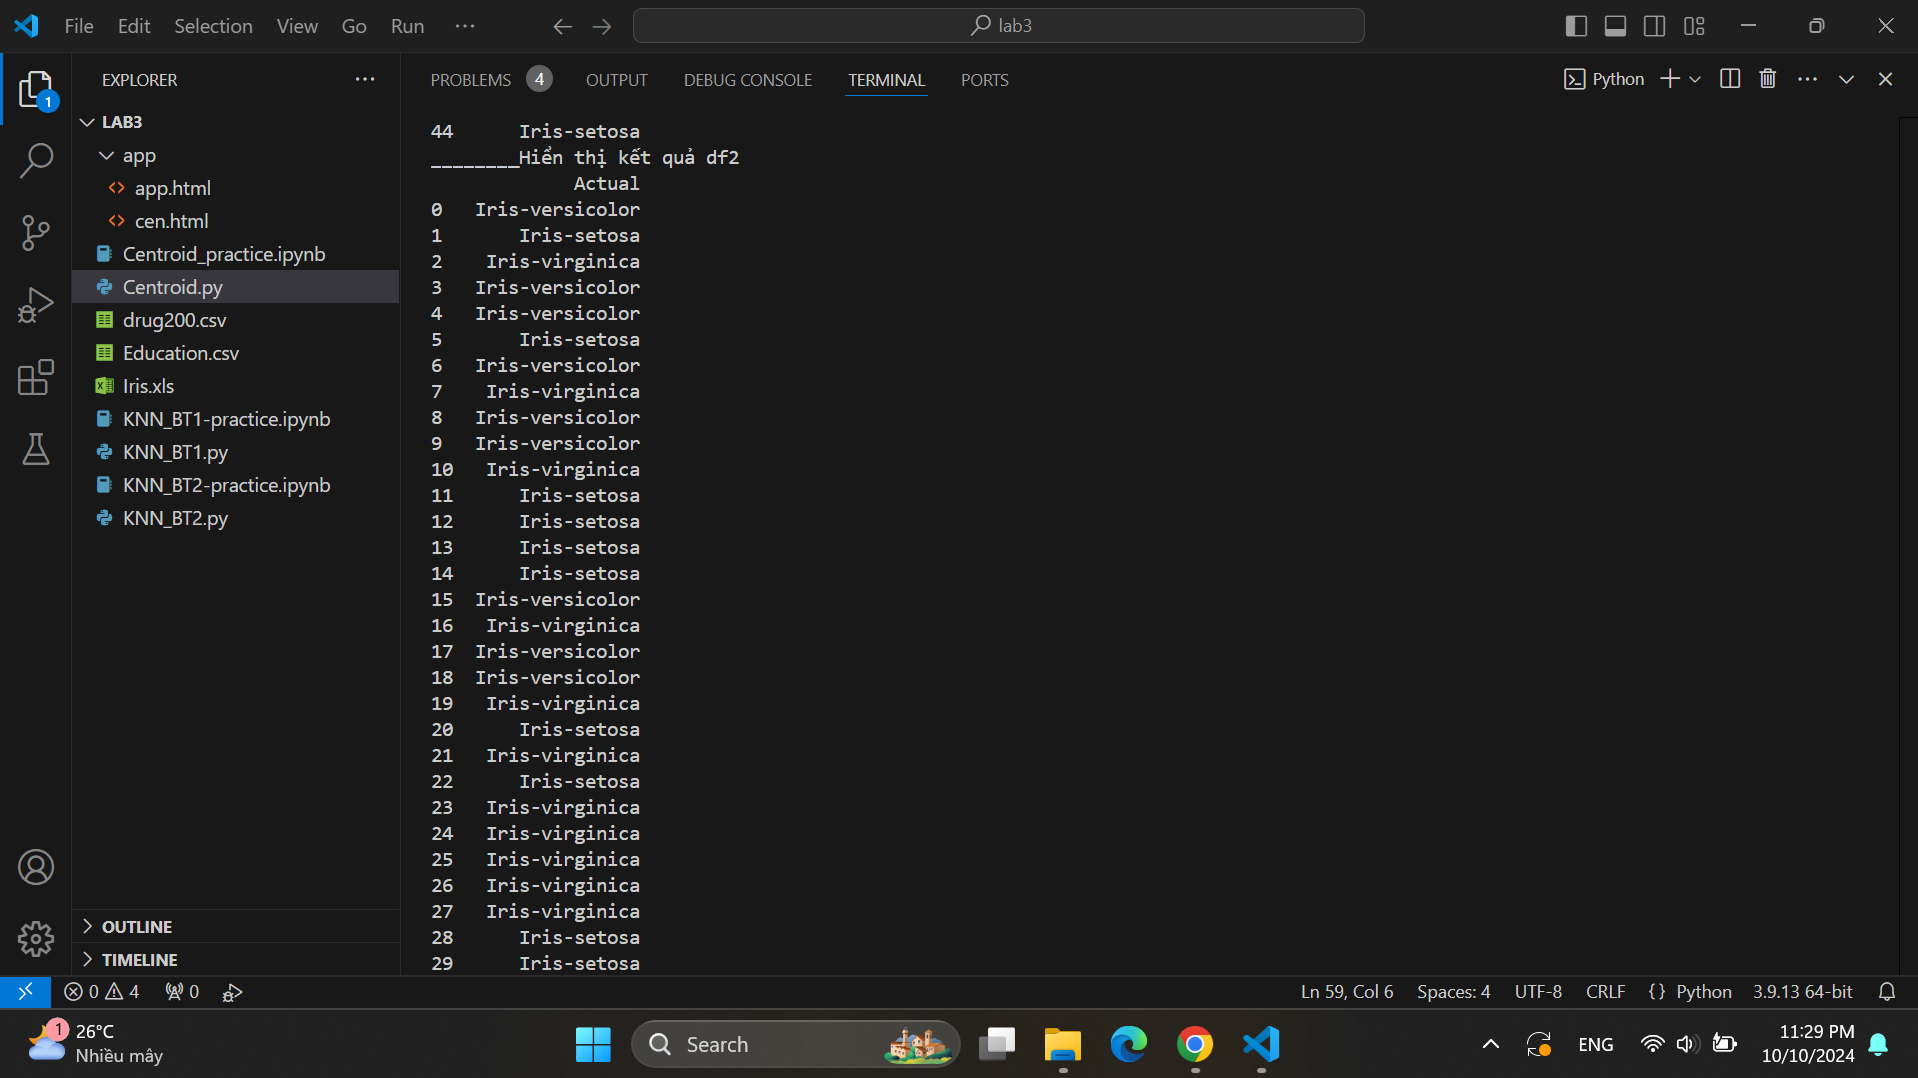 File Edit Selection View Go Run ···
lab3
1
EXPLORER ···
LAB3
app
app.html
cen.html
Centroid_practice.ipynb
Centroid.py
drug200.csv
Education.csv
Iris.xls
KNN_BT1-practice.ipynb
KNN_BT1.py
KNN_BT2-practice.ipynb
KNN_BT2.py
OUTLINE
TIMELINE
PROBLEMS 4 OUTPUT DEBUG CONSOLE TERMINAL PORTS
Python
44      Iris-setosa
________Hiển thị kết quả df2
             Actual
0   Iris-versicolor
1       Iris-setosa
2    Iris-virginica
3   Iris-versicolor
4   Iris-versicolor
5       Iris-setosa
6   Iris-versicolor
7    Iris-virginica
8   Iris-versicolor
9   Iris-versicolor
10   Iris-virginica
11      Iris-setosa
12      Iris-setosa
13      Iris-setosa
14      Iris-setosa
15  Iris-versicolor
16   Iris-virginica
17  Iris-versicolor
18  Iris-versicolor
19   Iris-virginica
20      Iris-setosa
21   Iris-virginica
22      Iris-setosa
23   Iris-virginica
24   Iris-virginica
25   Iris-virginica
26   Iris-virginica
27   Iris-virginica
28      Iris-setosa
29      Iris-setosa
0 4 0 Ln 59, Col 6 Spaces: 4 UTF-8 CRLF {} Python 3.9.13 64-bit
1
26°C
Nhiều mây
Search
ENG
11:29 PM
10/10/2024